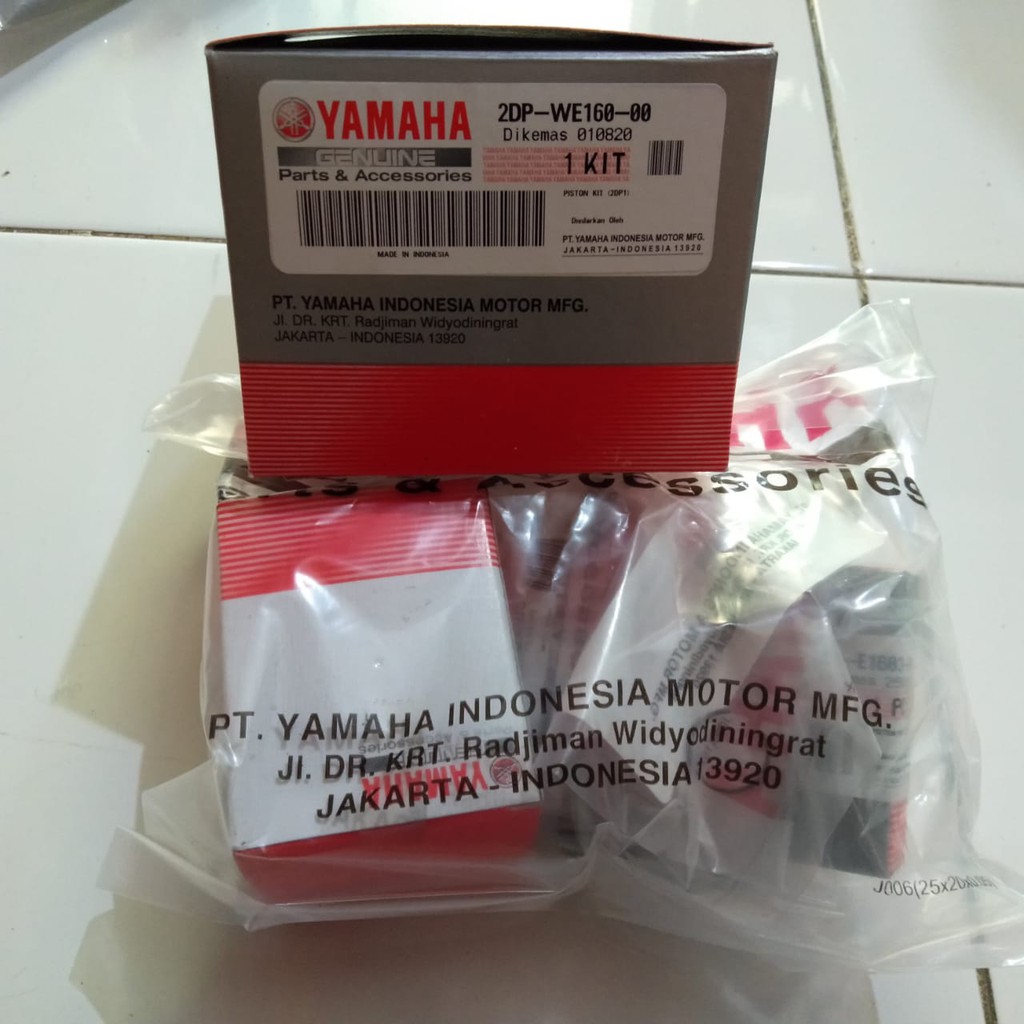 YAMAHA
GENUINE
Parts & Accessories
2DP-WE160-00
Dikemas 010820
1 KIT
PISTON KIT (2DP1)
Diedarkan Oleh
PT. YAMAHA INDONESIA MOTOR MFG.
JAKARTA-INDONESIA 13920
MADE IN INDONESIA
PT. YAMAHA INDONESIA MOTOR MFG.
Jl. DR. KRT. Radjiman Widyodiningrat
JAKARTA - INDONESIA 13920
& Accessories
PT. YAMAHA INDONESIA MOTOR MFG.
Jl. DR. KRT. Radjiman Widyodiningrat
JAKARTA - INDONESIA 13920
YAMAHA